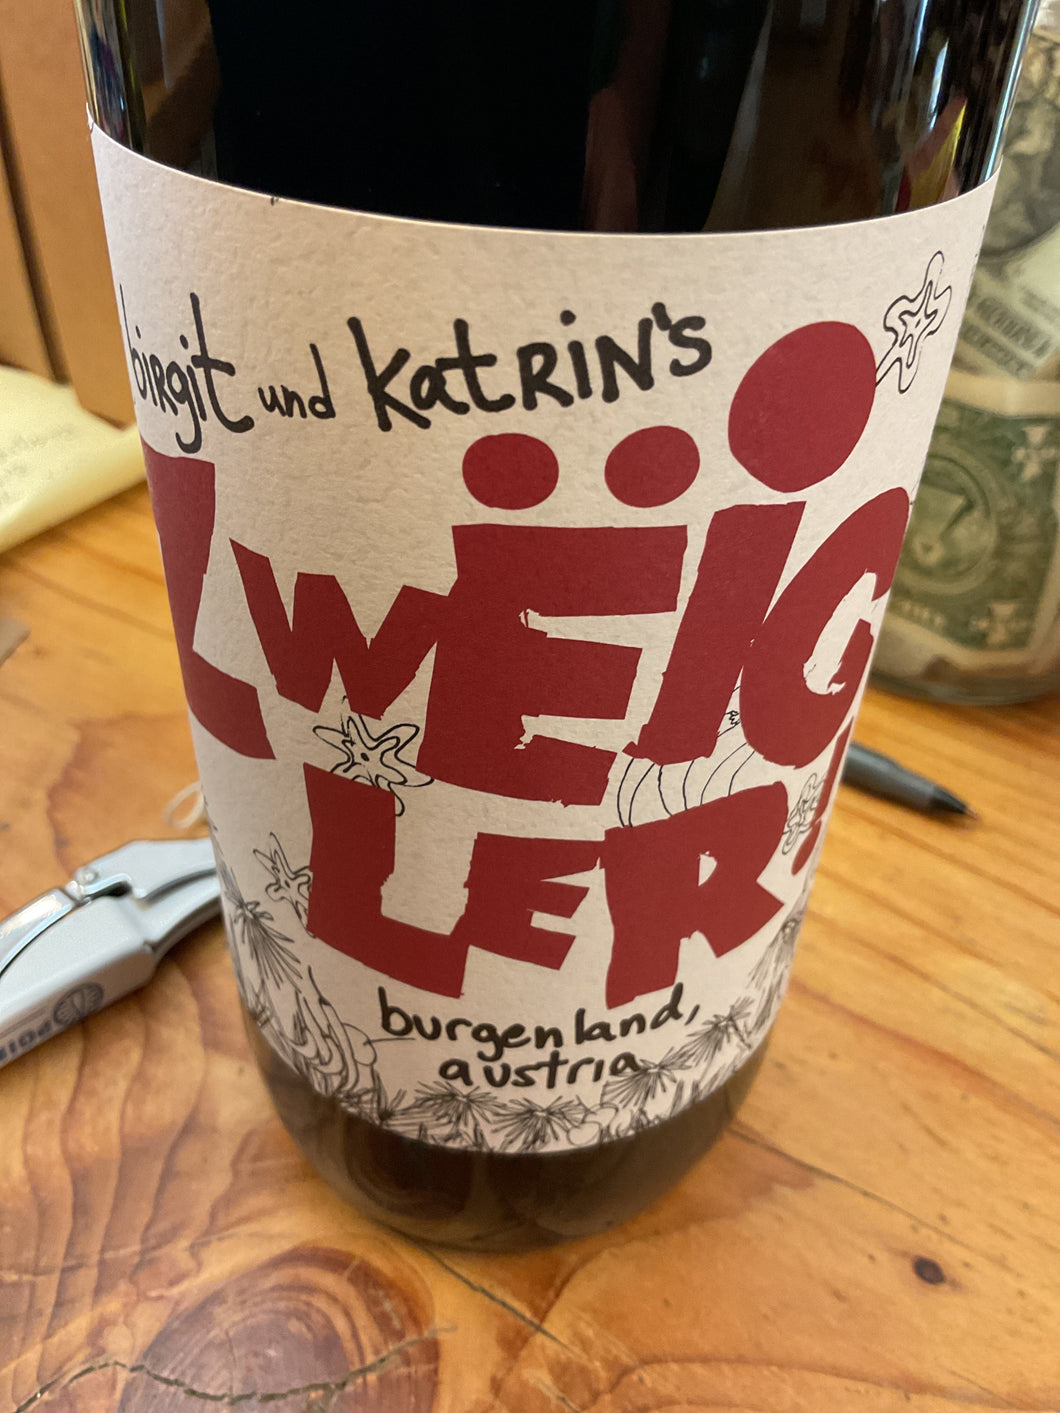 birgit und KatRiN's
ZWËIG
LER!
burgenland,
austria